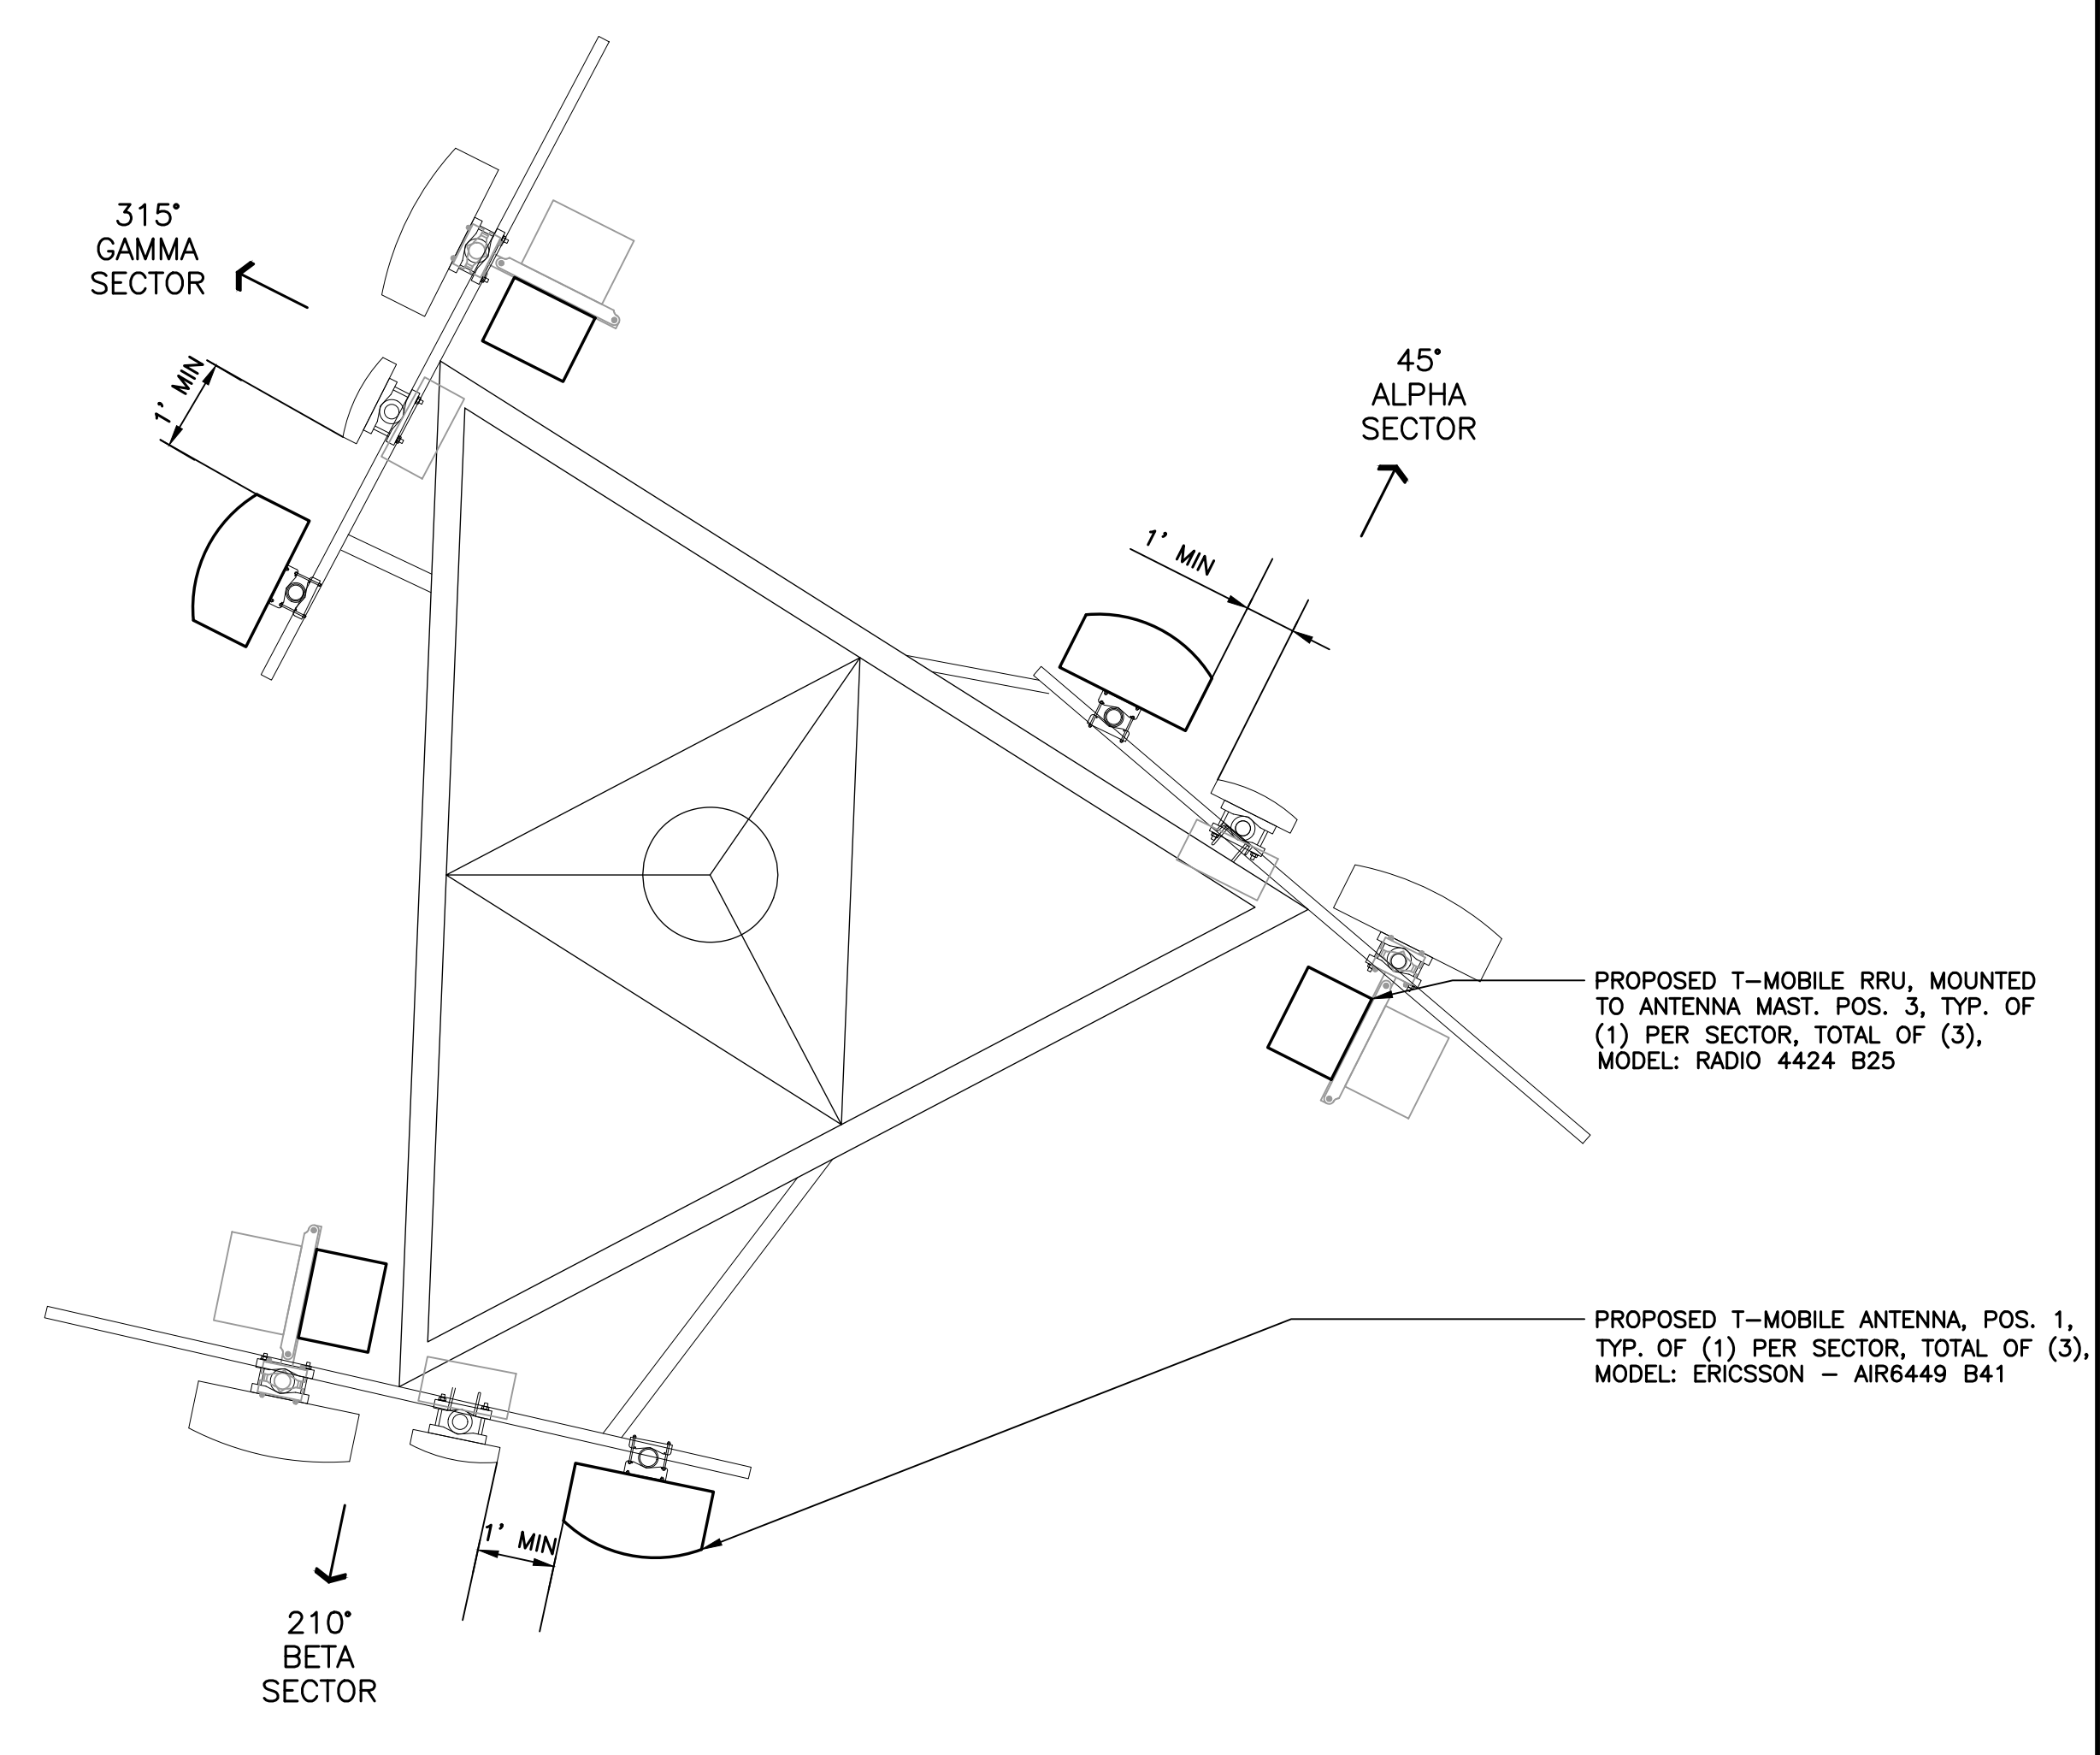 315°
GAMMA
SECTOR
1' MIN
45°
ALPHA
SECTOR
1' MIN
PROPOSED T-MOBILE RRU, MOUNTED
TO ANTENNA MAST. POS. 3, TYP. OF
(1) PER SECTOR, TOTAL OF (3),
MODEL: RADIO 4424 B25
PROPOSED T-MOBILE ANTENNA, POS. 1,
TYP. OF (1) PER SECTOR, TOTAL OF (3),
MODEL: ERICSSON - AIR6449 B41
1' MIN
210°
BETA
SECTOR